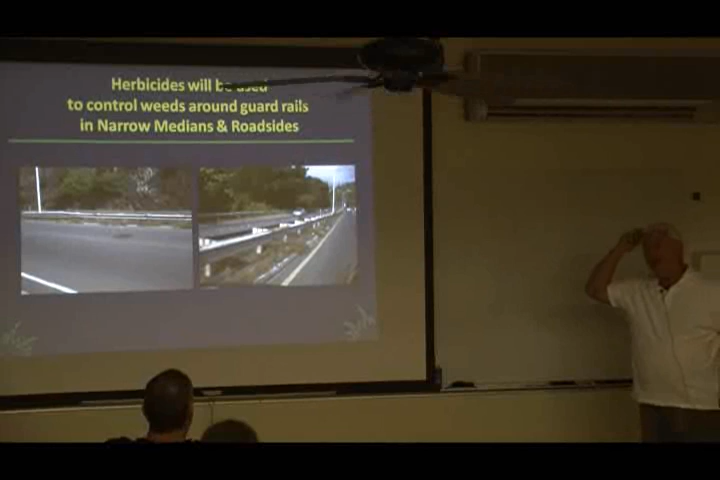 Herbicides will be used
to control weeds around guard rails
in Narrow Medians & Roadsides